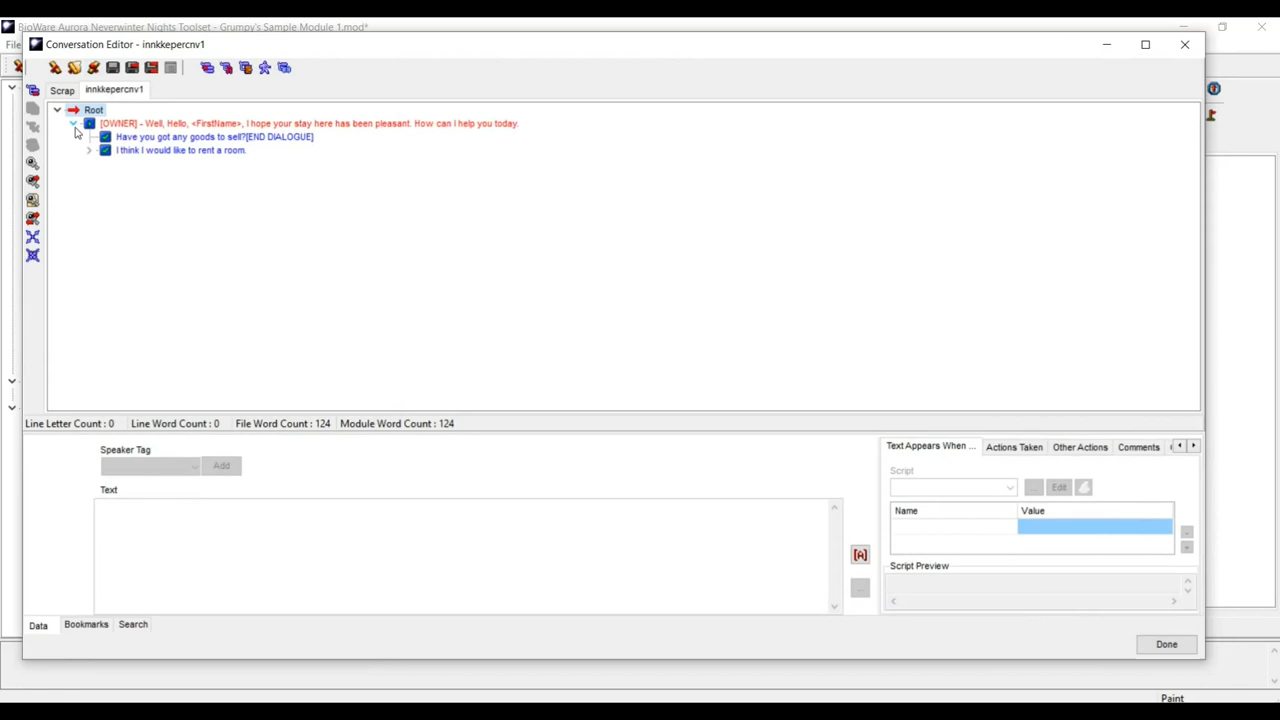 BioWare Aurora Neverwinter Nights Toolset - Grumpy's Sample Module 1.mod*
File
Conversation Editor - innkkepercnv1
Scrap
innkkepercnv1
Root
[OWNER] - Well, Hello, <FirstName>, I hope your stay here has been pleasant. How can I help you today.
Have you got any goods to sell?[END DIALOGUE]
I think I would like to rent a room.
Line Letter Count : 0
Line Word Count : 0
File Word Count : 124
Module Word Count : 124
Speaker Tag
Add
Text
[A]
...
Text Appears When ...
Actions Taken
Other Actions
Comments
Script
...
Edit
Name
Value
Script Preview
Data
Bookmarks
Search
Done
Paint